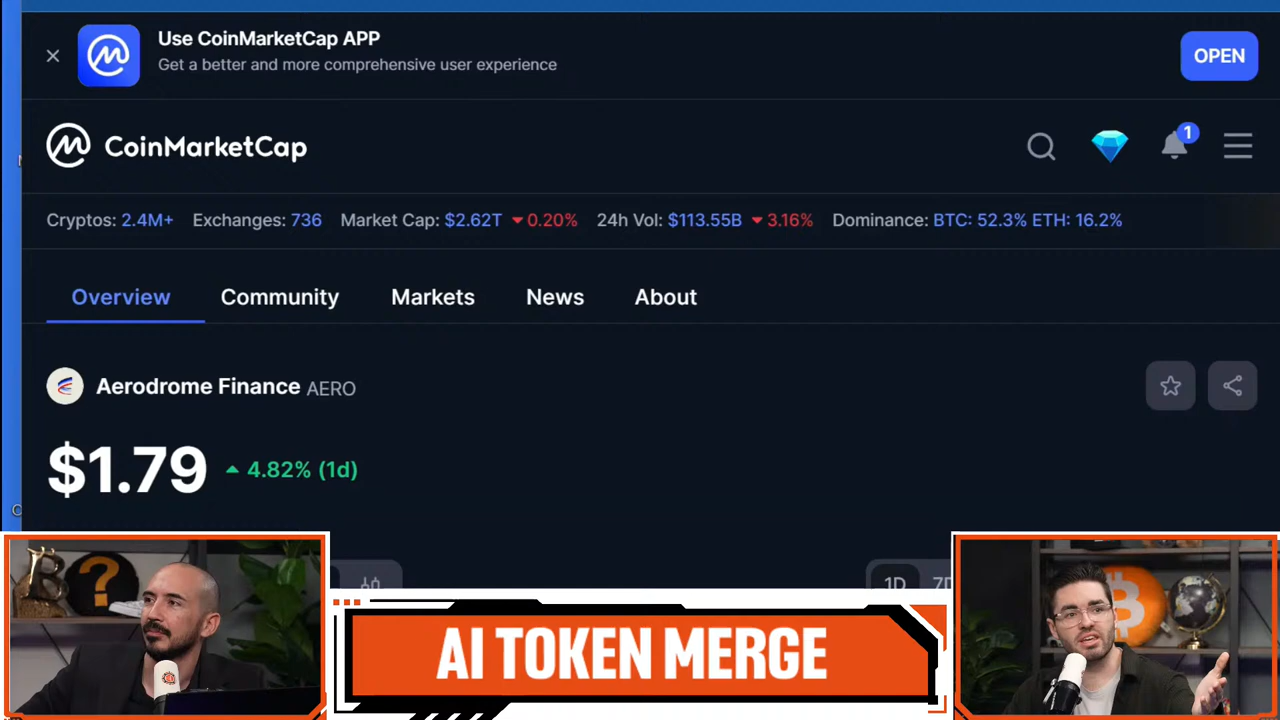 Use CoinMarketCap APP
Get a better and more comprehensive user experience
OPEN
CoinMarketCap
1
Cryptos: 2.4M+ Exchanges: 736 Market Cap: $2.62T 0.20% 24h Vol: $113.55B 3.16% Dominance: BTC: 52.3% ETH: 16.2%
Overview Community Markets News About
Aerodrome Finance AERO
$1.79 4.82% (1d)
1D 7D
?
AI TOKEN MERGE